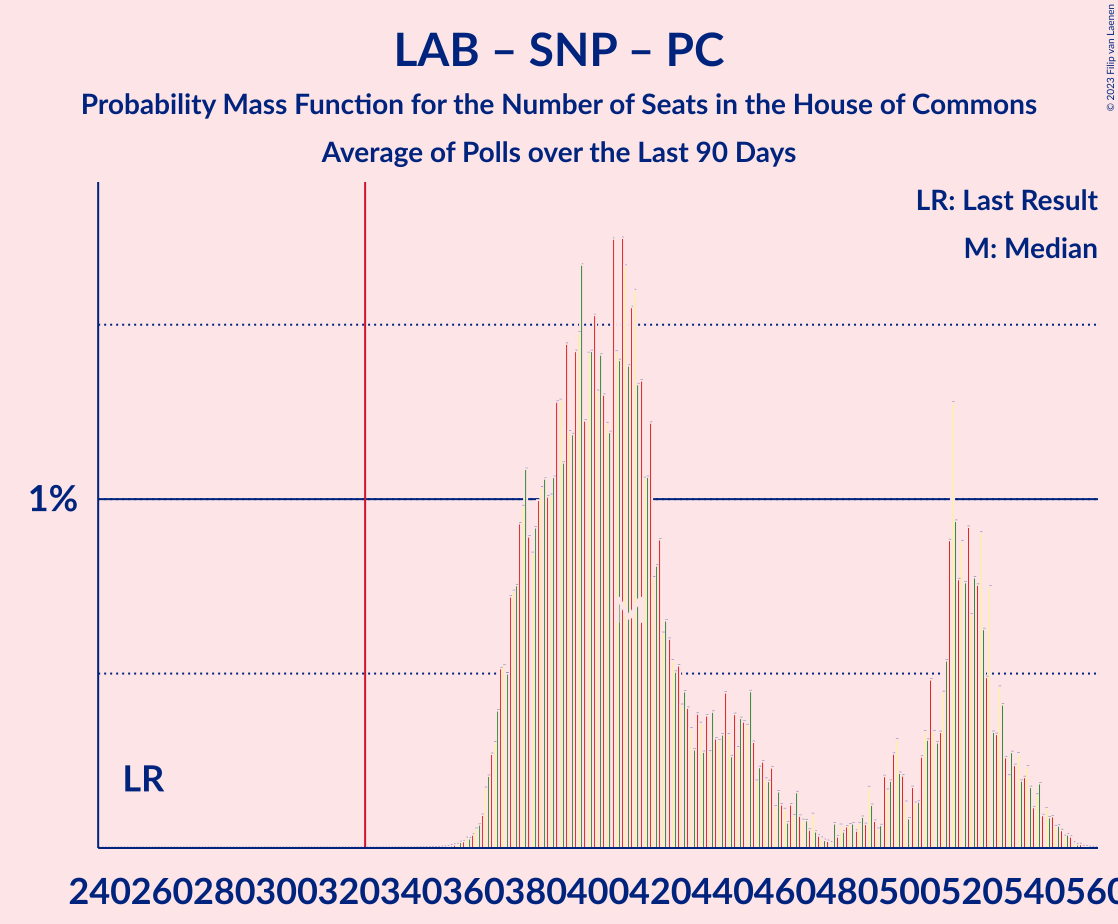 LAB – SNP – PC
Probability Mass Function for the Number of Seats in the House of Commons
Average of Polls over the Last 90 Days
© 2023 Filip van Laenen
LR: Last Result
M: Median
1%
M
LR
240 260 280 300 320 340 360 380 400 420 440 460 480 500 520 540 560